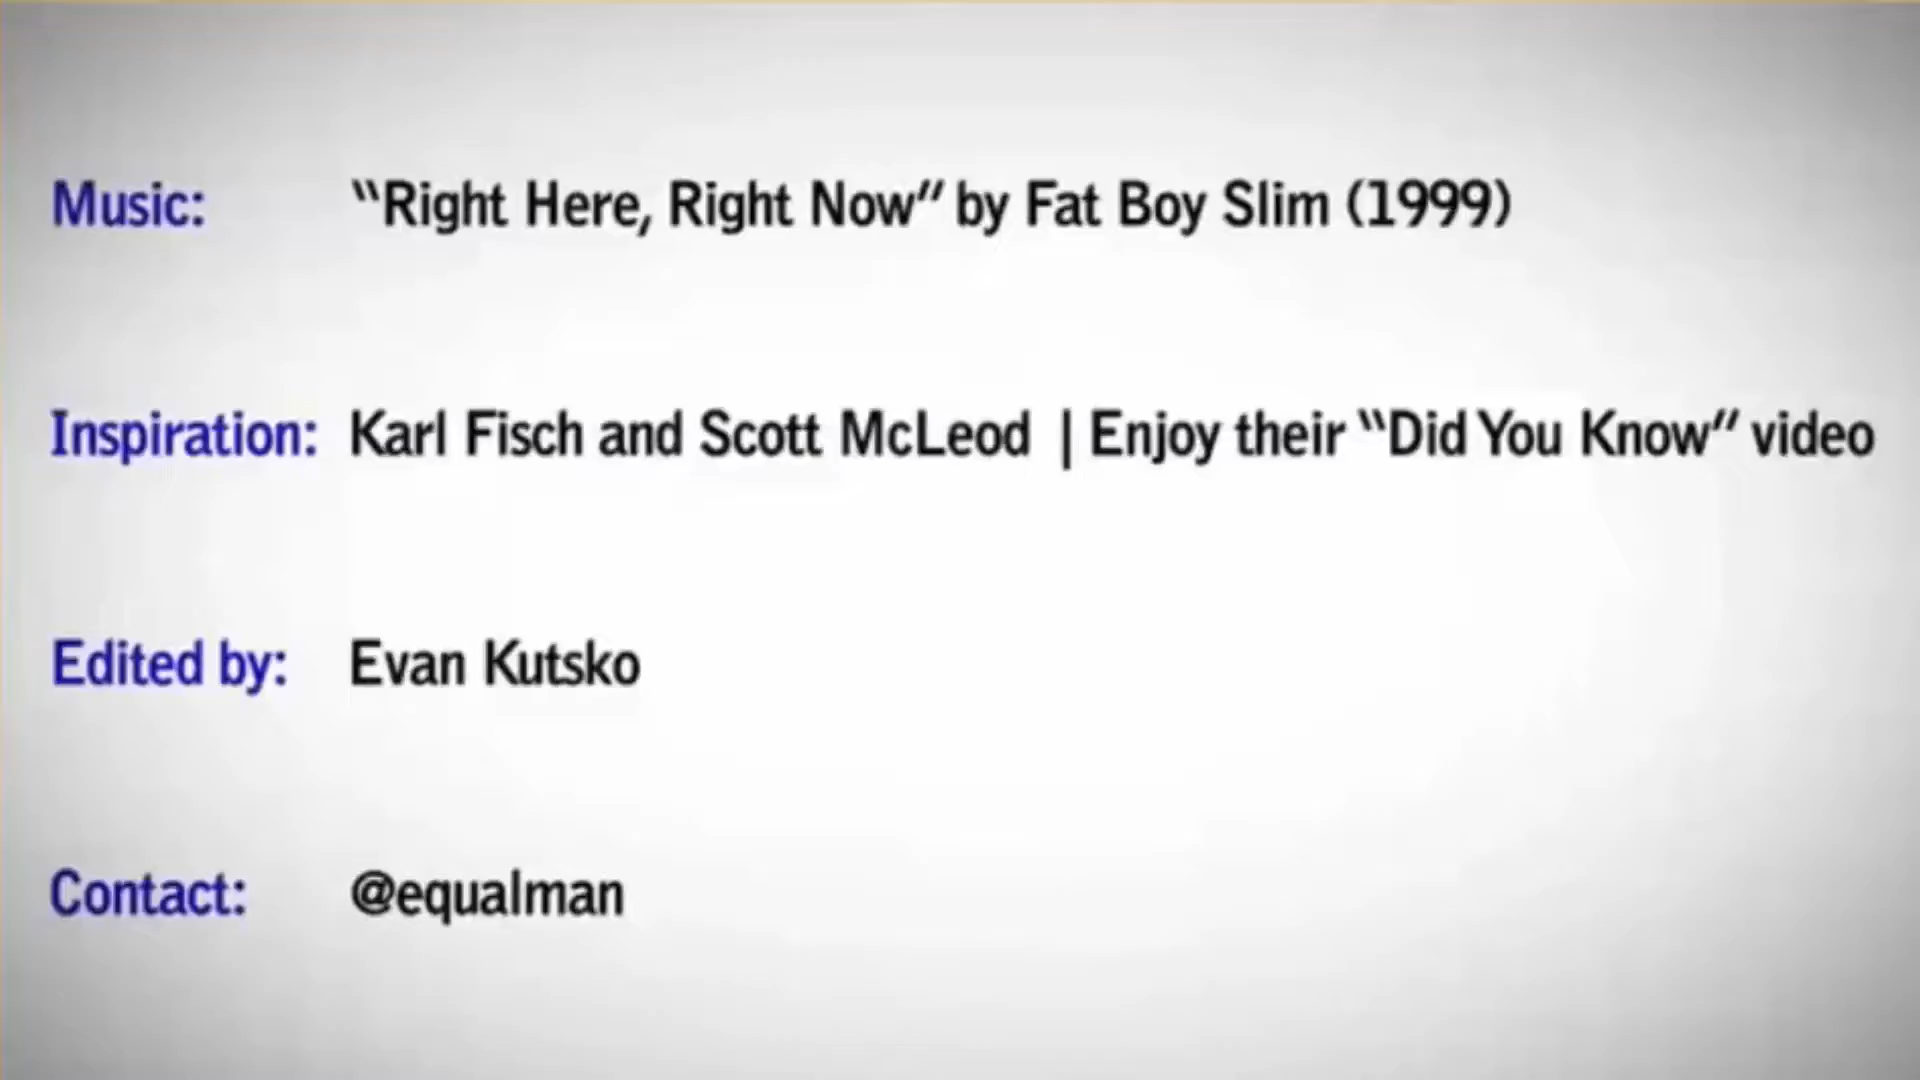 Music: “Right Here, Right Now” by Fat Boy Slim (1999)
Inspiration: Karl Fisch and Scott McLeod | Enjoy their “Did You Know” video
Edited by: Evan Kutsko
Contact: @equalman